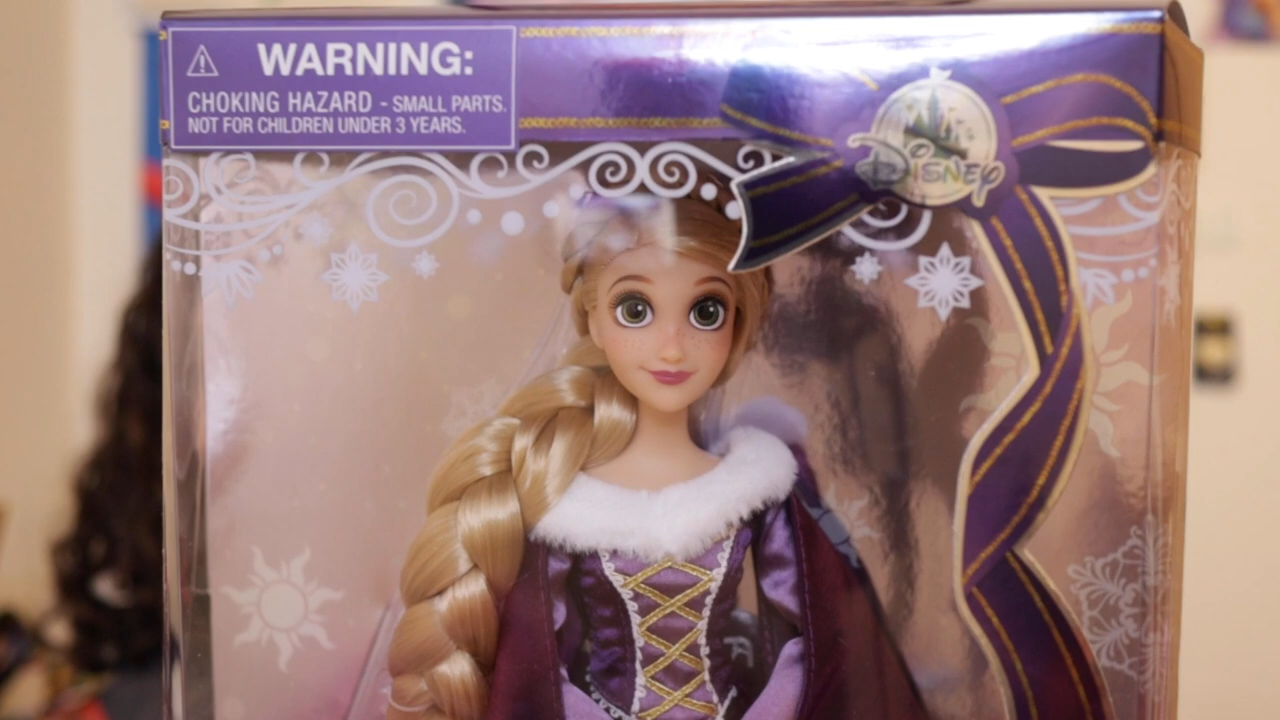 WARNING:
CHOKING HAZARD - SMALL PARTS.
NOT FOR CHILDREN UNDER 3 YEARS.
DISNEY